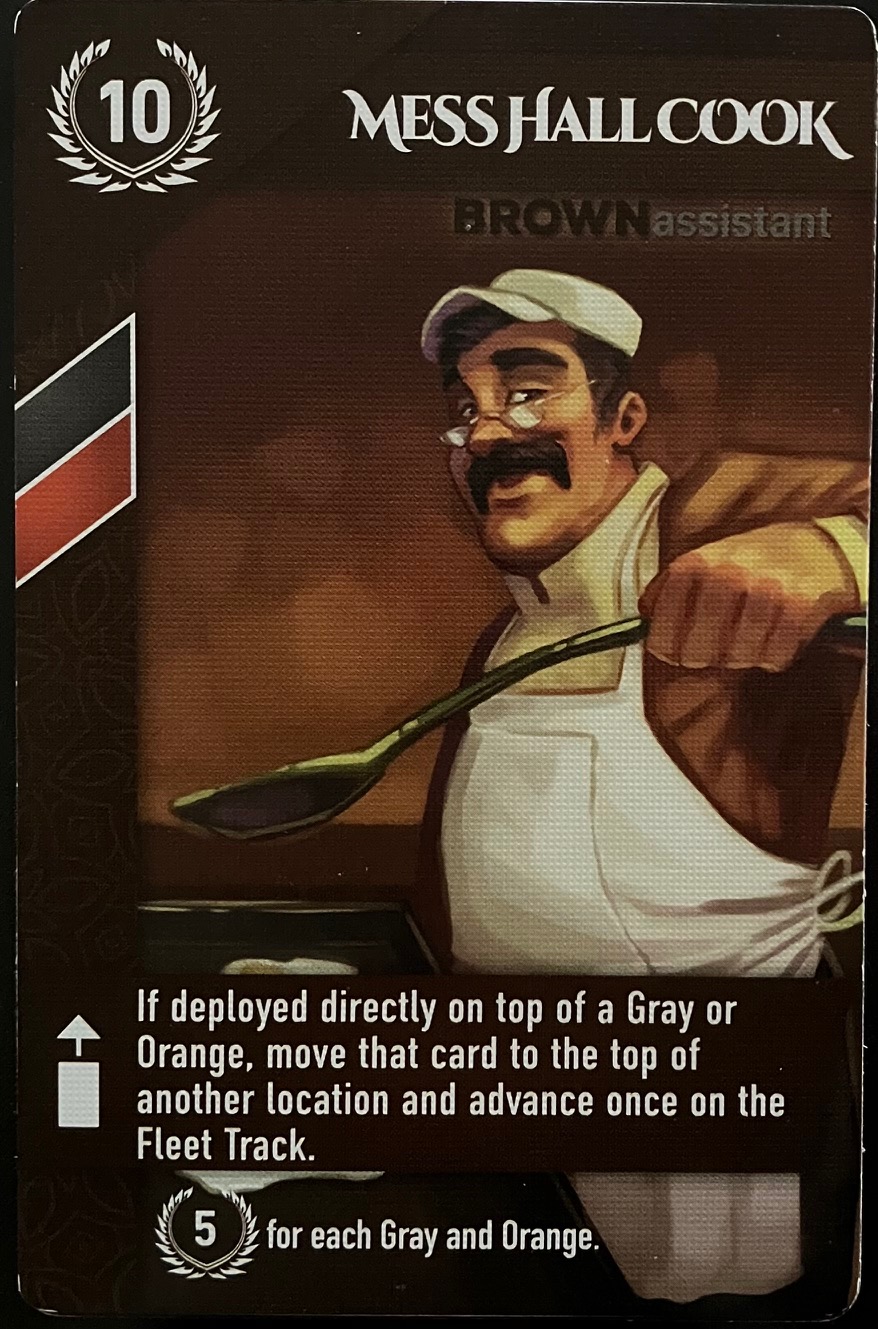 10
MESS HALL COOK
BROWNassistant
If deployed directly on top of a Gray or
Orange, move that card to the top of
another location and advance once on the
Fleet Track.
5 for each Gray and Orange.